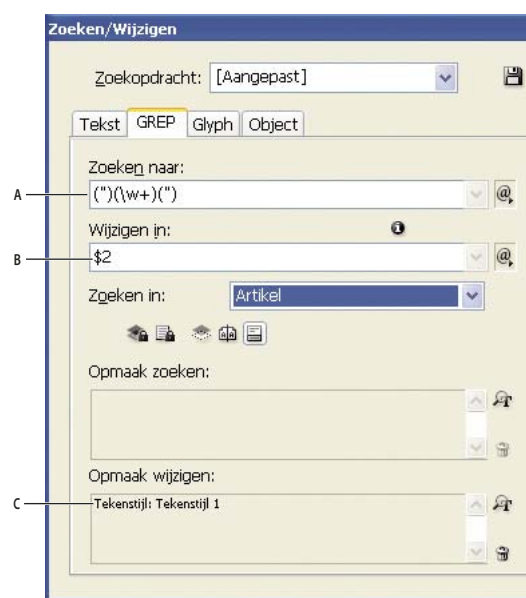 Zoeken/Wijzigen
Zoekopdracht: [Aangepast]
Tekst GREP Glyph Object
Zoeken naar:
A (")(\w+)(")
Wijzigen in:
B $2
Zoeken in: Artikel
Opmaak zoeken:
Opmaak wijzigen:
C Tekenstijl: Tekenstijl 1